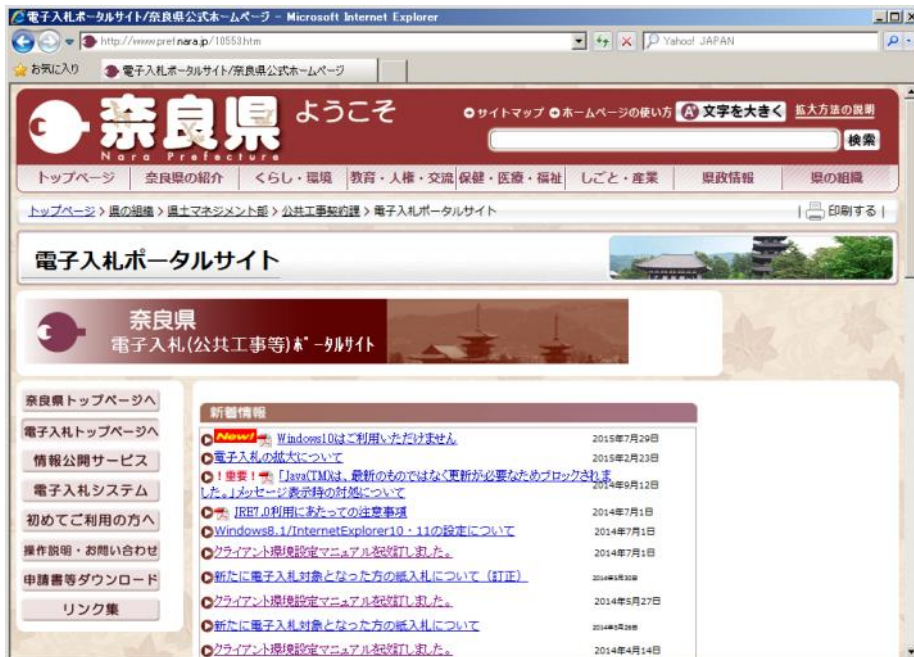 電子入札ポータルサイト/奈良県公式ホームページ - Microsoft Internet Explorer
http://www.pref.nara.jp/10553.htm
Yahoo! JAPAN
お気に入り
電子入札ポータルサイト/奈良県公式ホームページ
奈良県
Nara Prefecture
ようこそ
サイトマップ ホームページの使い方 A 文字を大きく 拡大方法の説明
検索
トップページ 奈良県の紹介 くらし・環境 教育・人権・交流 保健・医療・福祉 しごと・産業 県政情報 県の組織
トップページ > 県の組織 > 県土マネジメント部 > 公共工事契約課 > 電子入札ポータルサイト | 印刷する |
電子入札ポータルサイト
奈良県
電子入札(公共工事等)ポータルサイト
奈良県トップページへ
電子入札トップページへ
情報公開サービス
電子入札システム
初めてご利用の方へ
操作説明・お問い合わせ
申請書等ダウンロード
リンク集
新着情報
New! Windows10はご利用いただけません 2015年7月29日
電子入札の拡大について 2015年2月23日
！重要！「Java(TM)は、最新のものではなく更新が必要なためブロックされま
した。」メッセージ表示時の対処について 2014年9月12日
JRE7.0利用にあたっての注意事項 2014年7月1日
Windows8.1/InternetExplorer10・11の設定について 2014年7月1日
クライアント環境設定マニュアルを改訂しました。 2014年7月1日
新たに電子入札対象となった方の紙入札について（訂正） 2014年5月30日
クライアント環境設定マニュアルを改訂しました。 2014年5月27日
新たに電子入札対象となった方の紙入札について 2014年5月26日
クライアント環境設定マニュアルを改訂しました。 2014年4月14日